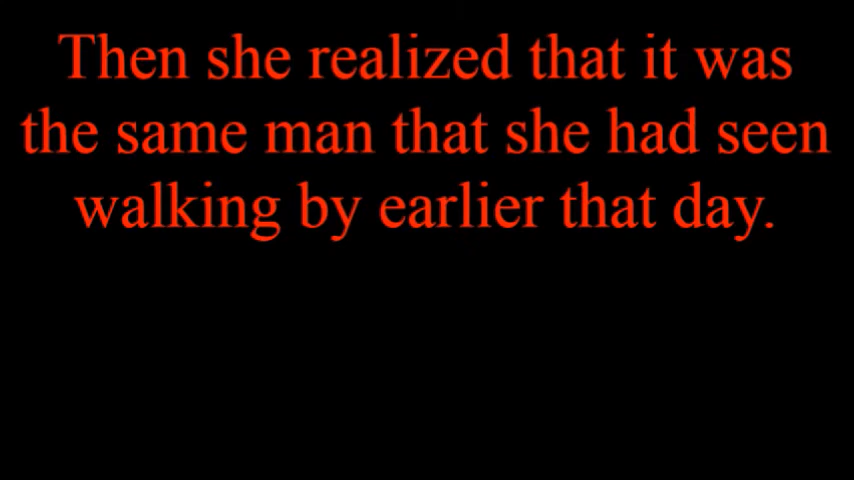 Then she realized that it was
the same man that she had seen
walking by earlier that day.